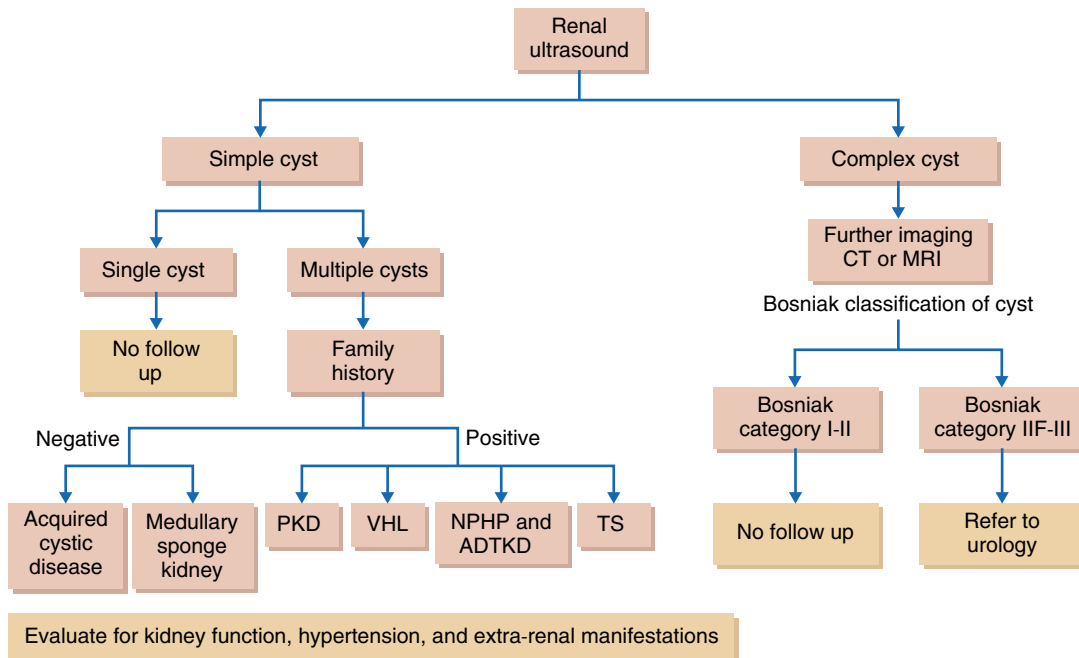 Renal
ultrasound
Simple cyst
Complex cyst
Single cyst
Multiple cysts
Further imaging
CT or MRI
Bosniak classification of cyst
No follow
up
Family
history
Bosniak
category I-II
Bosniak
category IIF-III
Negative
Positive
Acquired
cystic
disease
Medullary
sponge
kidney
PKD
VHL
NPHP and
ADTKD
TS
No follow up
Refer to
urology
Evaluate for kidney function, hypertension, and extra-renal manifestations